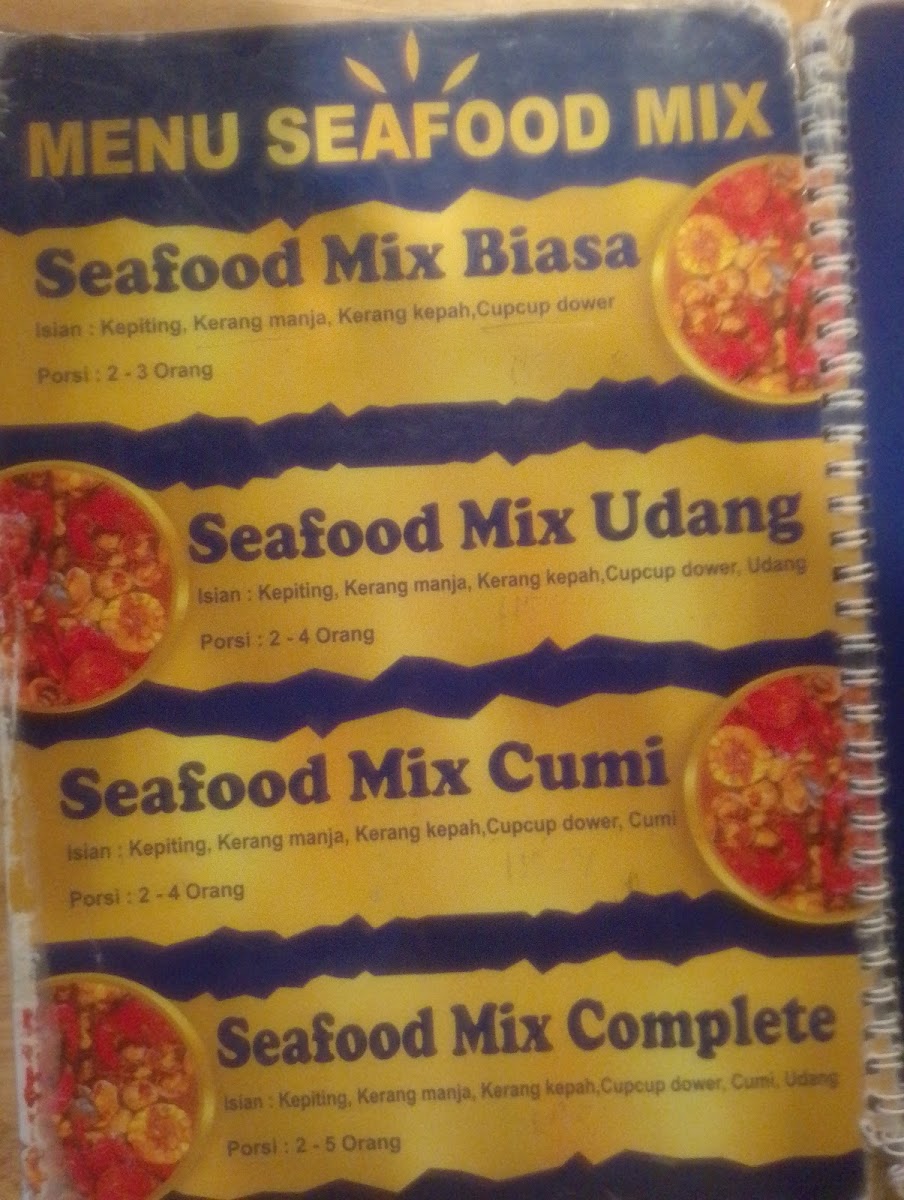 MENU SEAFOOD MIX
Seafood Mix Biasa
Isian : Kepiting, Kerang manja, Kerang kepah,Cupcup dower
Porsi : 2 - 3 Orang
Seafood Mix Udang
Isian : Kepiting, Kerang manja, Kerang kepah,Cupcup dower, Udang
Porsi : 2 - 4 Orang
Seafood Mix Cumi
Isian : Kepiting, Kerang manja, Kerang kepah,Cupcup dower, Cumi
Porsi : 2 - 4 Orang
Seafood Mix Complete
Isian : Kepiting, Kerang manja, Kerang kepah,Cupcup dower, Cumi, Udang
Porsi : 2 - 5 Orang